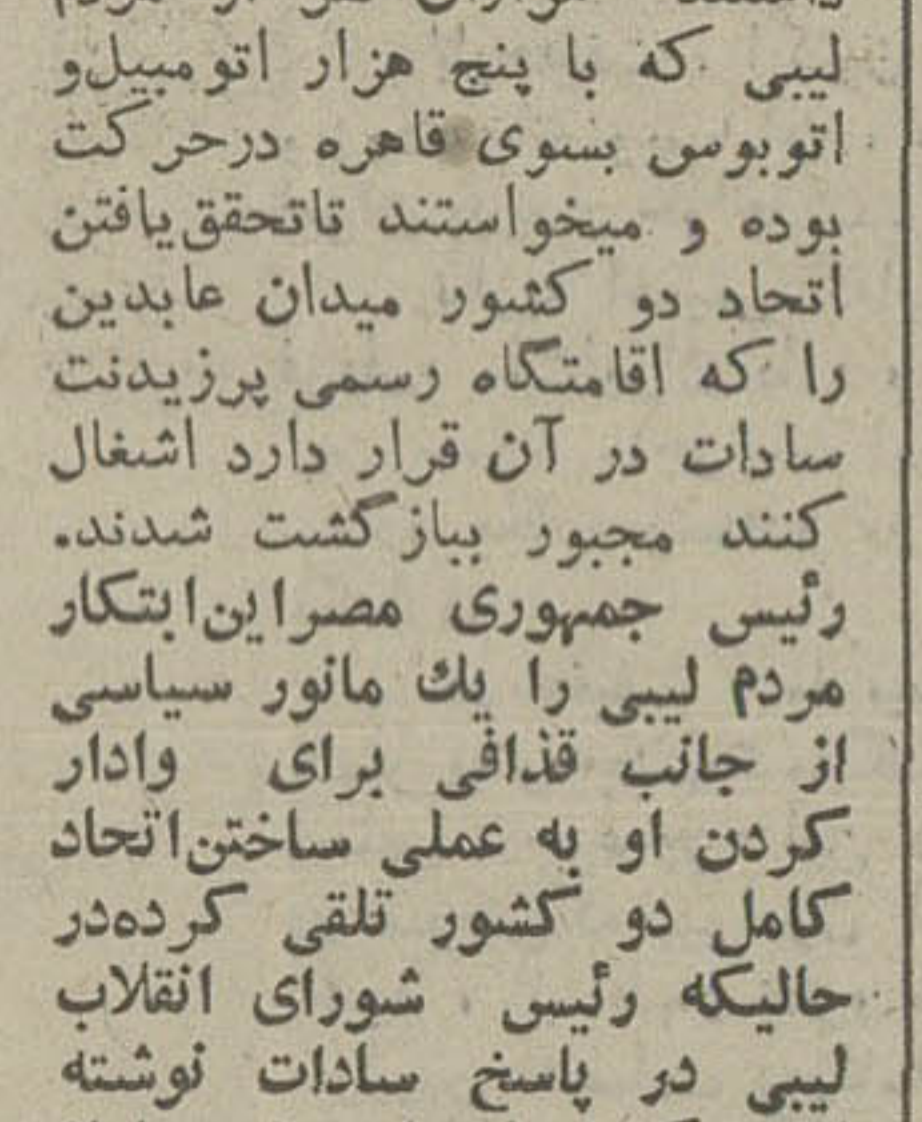 لیبی که با پنج هزار اتومبیل‌و
اتوبوس بسوی قاهره درحرکت
بوده و میخواستند تاتحقق‌یافتن
اتحاد دو کشور میدان عابدین
را که اقامتگاه رسمی پرزیدنت
سادات در آن قرار دارد اشغال
کنند مجبور ببازگشت شدند.
رئیس جمهوری مصراین‌ابتکار
مردم لیبی را یك مانور سیاسی
از جانب قذافی برای وادار
کردن او به عملی ساختن‌اتحاد
کامل دو کشور تلقی کرده‌در
حالیکه رئیس شورای انقلاب
لیبی در پاسخ سادات نوشته